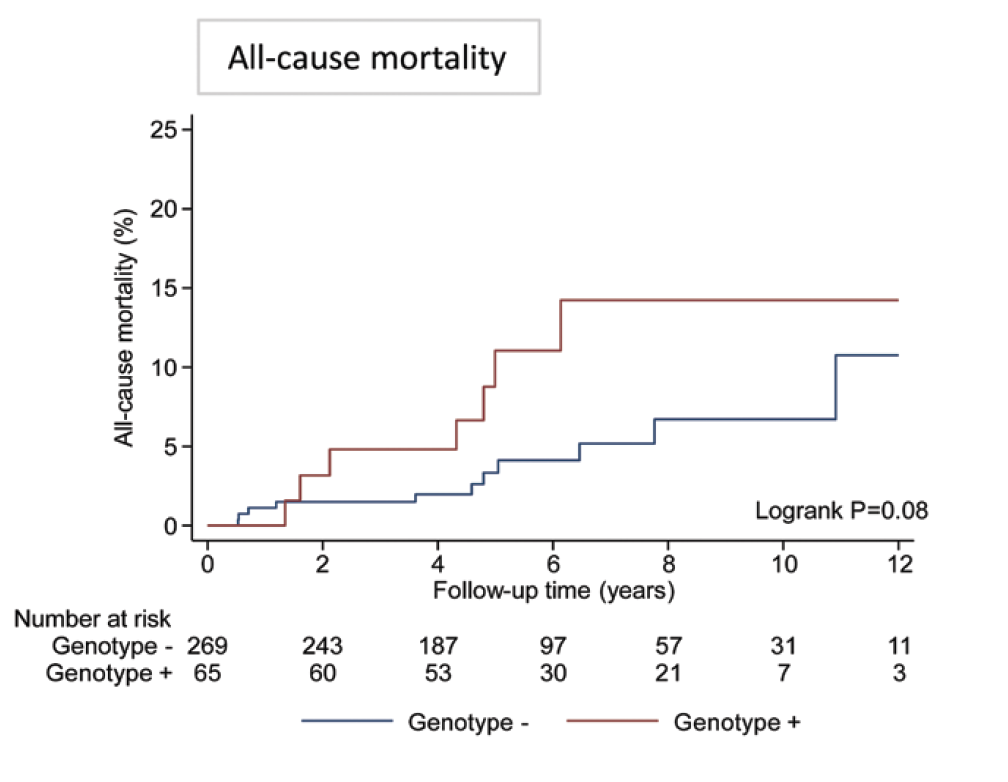 All-cause mortality
25
20
15
10
5
0
All-cause mortality (%)
Logrank P=0.08
0 2 4 6 8 10 12
Follow-up time (years)
Number at risk
Genotype - 269 243 187 97 57 31 11
Genotype + 65 60 53 30 21 7 3
Genotype - Genotype +